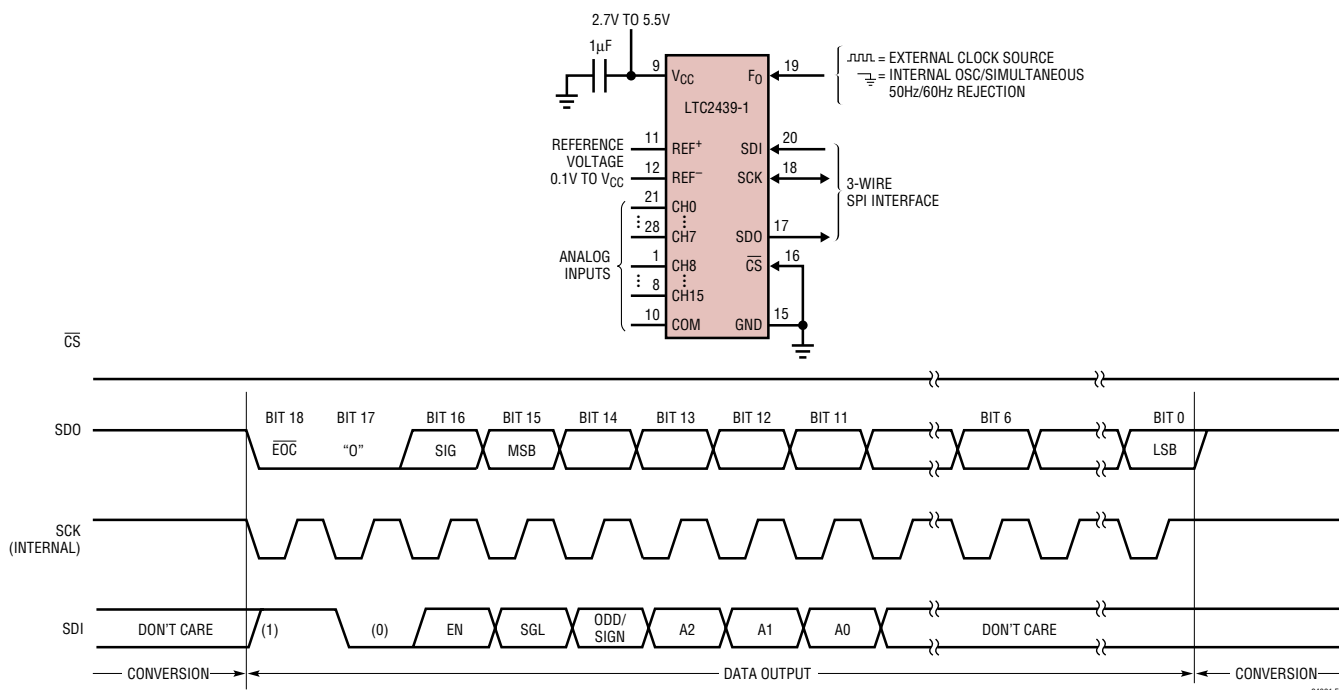 2.7V TO 5.5V
1µF
9
VCC
FO
19
= EXTERNAL CLOCK SOURCE
= INTERNAL OSC/SIMULTANEOUS
50Hz/60Hz REJECTION
LTC2439-1
REFERENCE
VOLTAGE
0.1V TO VCC
11
REF+
12
REF–
SDI
20
SCK
18
3-WIRE
SPI INTERFACE
21
CH0
28
CH7
SDO
17
ANALOG
INPUTS
1
CH8
CS
16
8
CH15
10
COM
GND
15
CS
SDO
BIT 18
BIT 17
BIT 16
BIT 15
BIT 14
BIT 13
BIT 12
BIT 11
BIT 6
BIT 0
EOC
“0”
SIG
MSB
LSB
SCK
(INTERNAL)
SDI
DON'T CARE
(1)
(0)
EN
SGL
ODD/
SIGN
A2
A1
A0
DON'T CARE
CONVERSION
DATA OUTPUT
CONVERSION